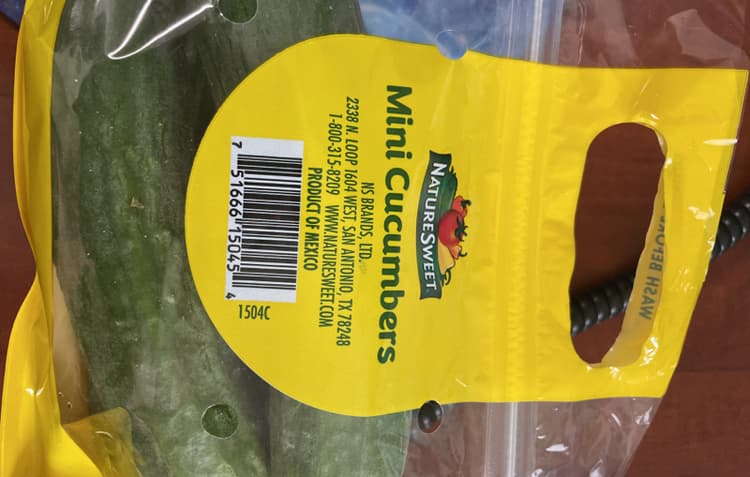 NATURESWEET
Mini Cucumbers
NS BRANDS, LTD.
2338 N. LOOP 1604 WEST, SAN ANTONIO, TX 78248
1-800-315-8209 WWW.NATURESWEET.COM
PRODUCT OF MEXICO
7 51666 15045 4
1504C
WASH BEFORE